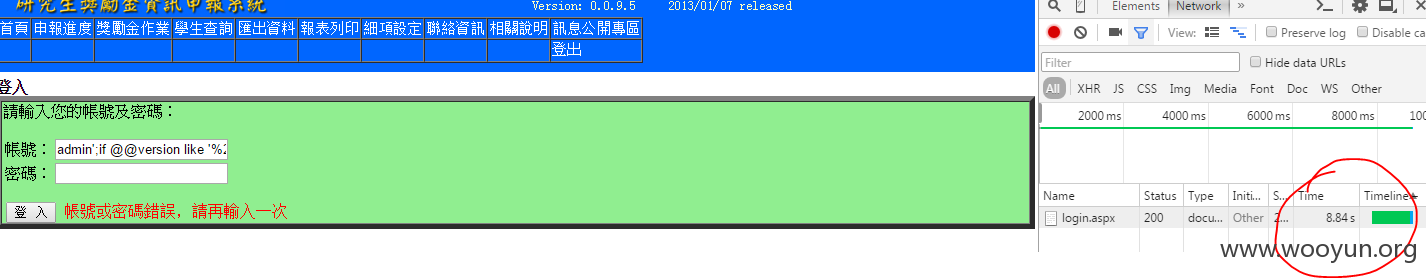 研究生獎勵金資訊申報系統
Version: 0.0.9.5 2013/01/07 released
首頁 申報進度 獎勵金作業 學生查詢 匯出資料 報表列印 細項設定 聯絡資訊 相關說明 訊息公開專區
登出
登入
請輸入您的帳號及密碼：
帳號： admin';if @@version like '%2
密碼：
登 入 帳號或密碼錯誤，請再輸入一次
Elements Network »
View: Preserve log Disable ca
Filter Hide data URLs
All XHR JS CSS Img Media Font Doc WS Other
2000 ms 4000 ms 6000 ms 8000 ms 100
Name Status Type Initi... S... Time Timeline
login.aspx 200 docu... Other 2... 8.84 s
www.wooyun.org